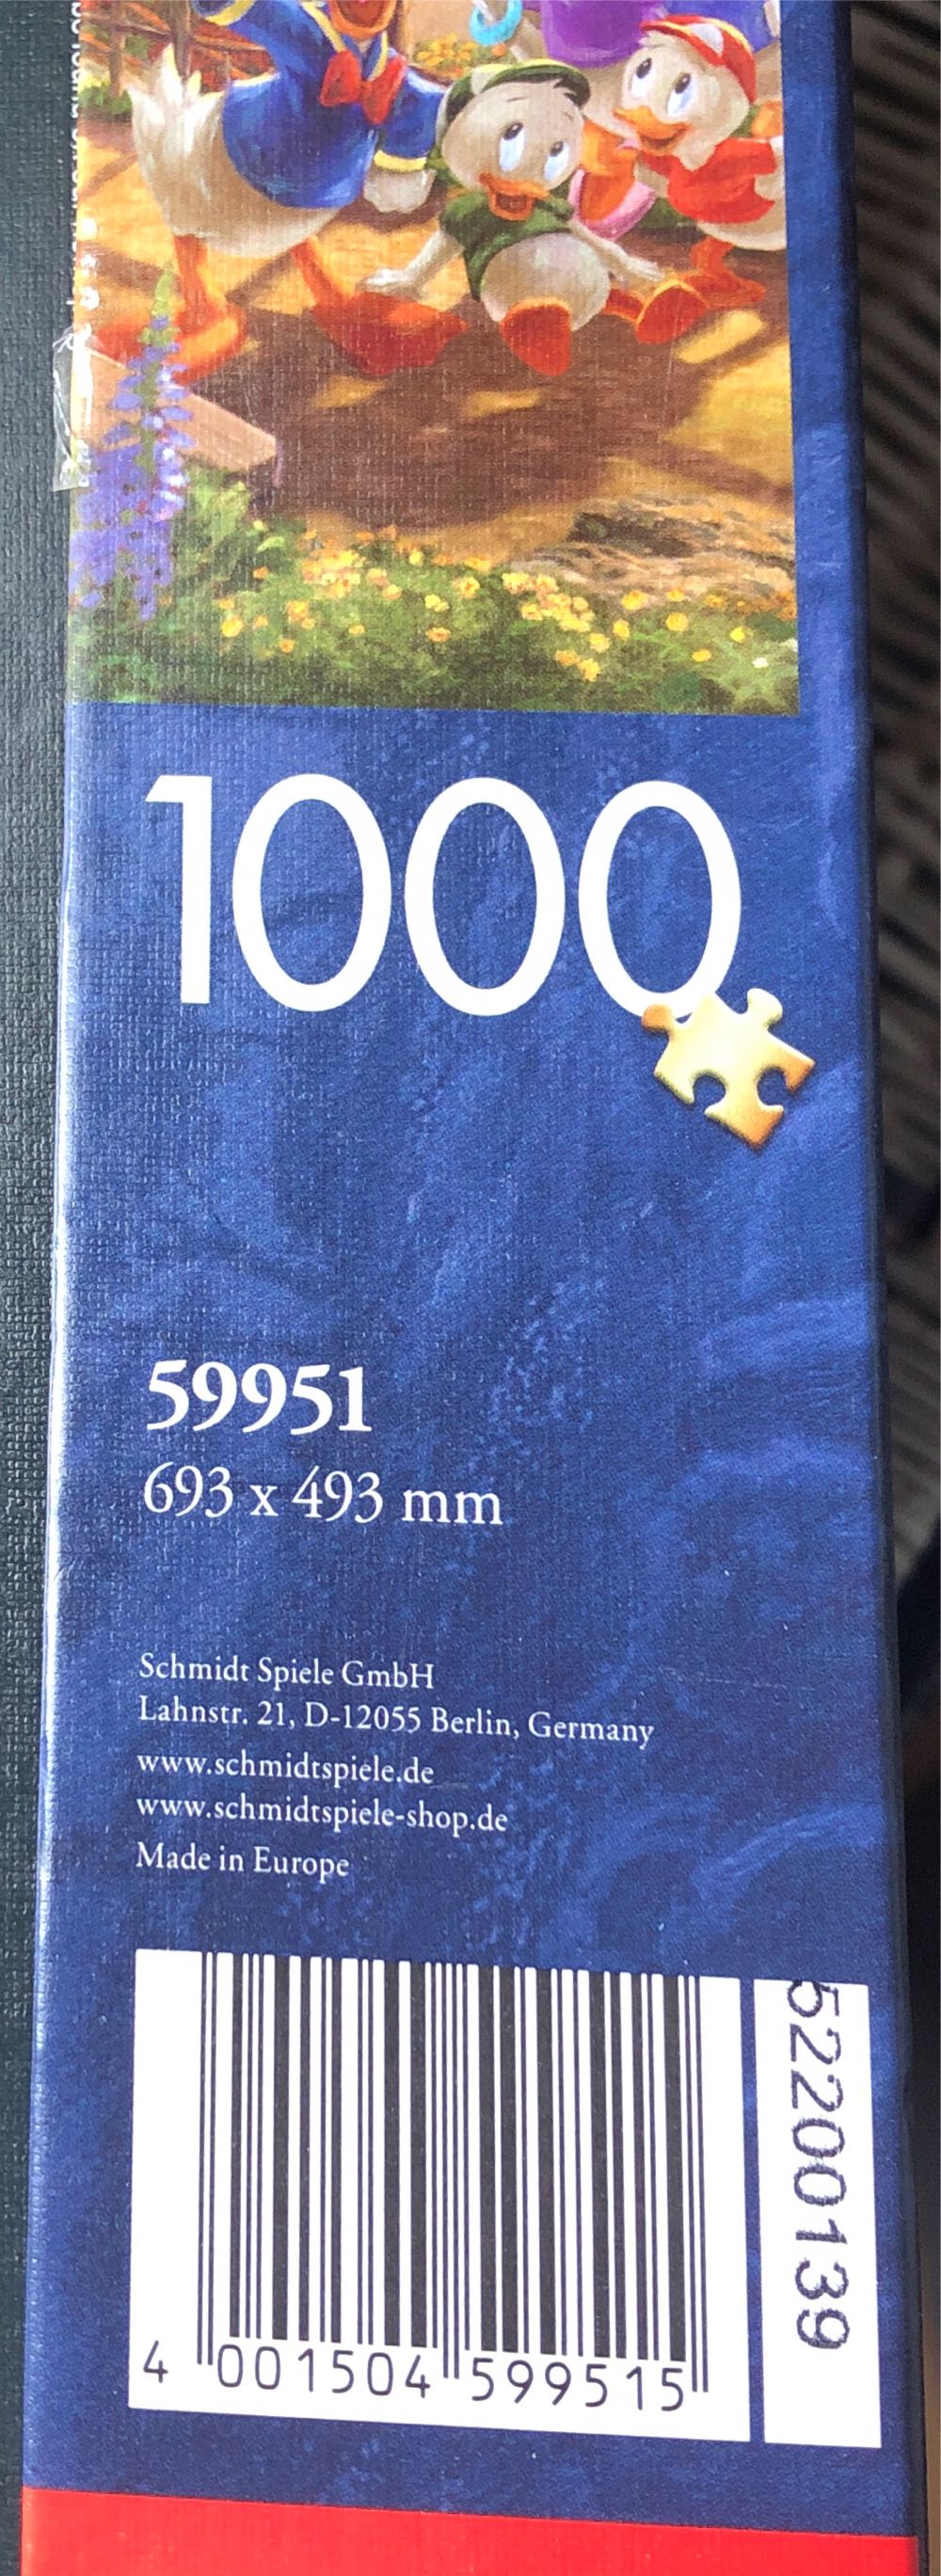 1000
59951
693 x 493 mm
Schmidt Spiele GmbH
Lahnstr. 21, D-12055 Berlin, Germany
www.schmidtspiele.de
www.schmidtspiele-shop.de
Made in Europe
4 001504 599515
52200139